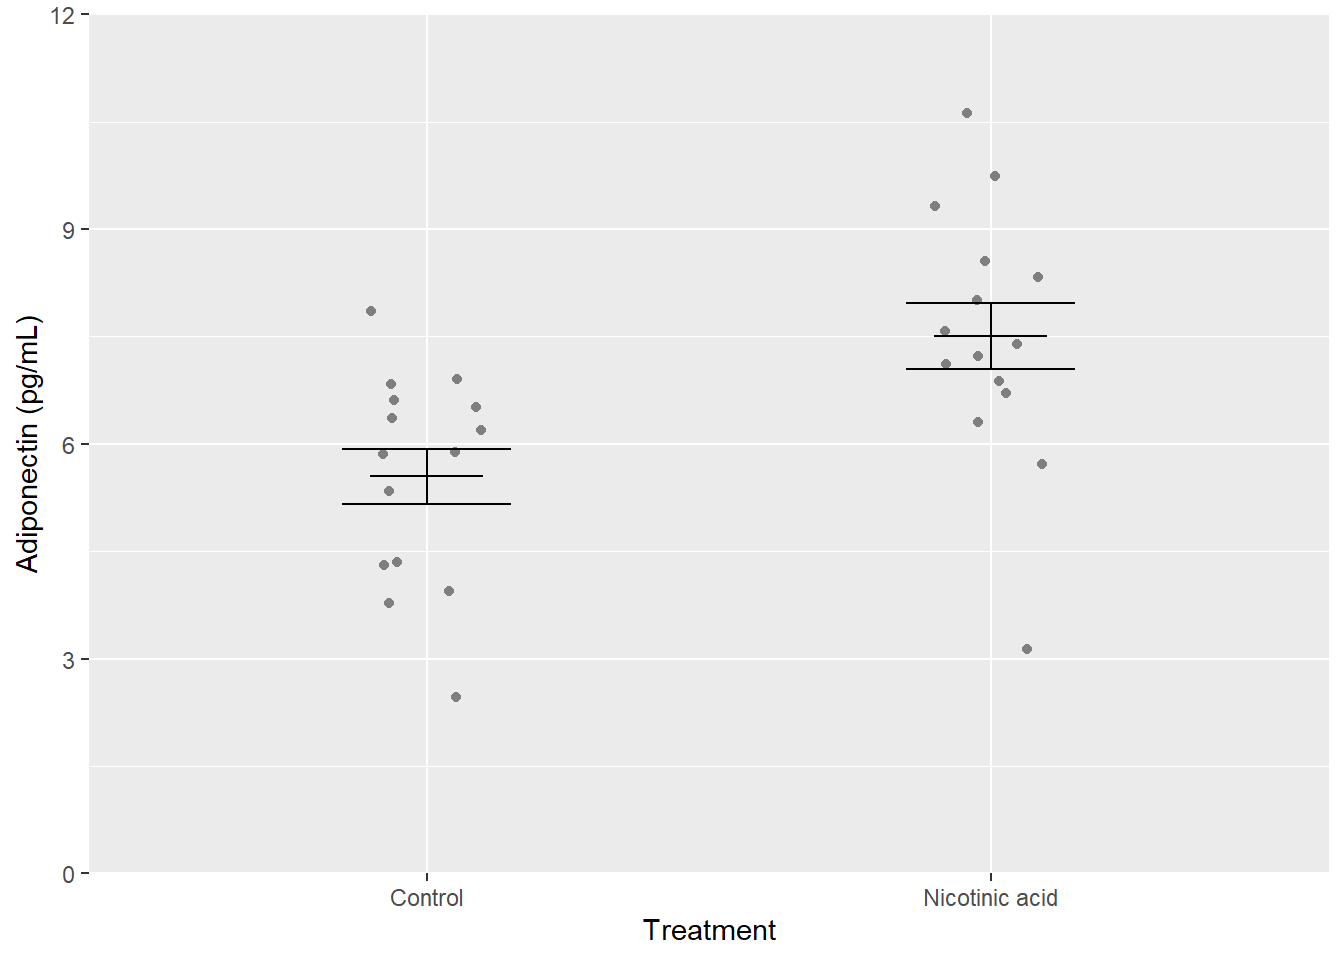 12
9
6
3
0
Adiponectin (pg/mL)
Control
Nicotinic acid
Treatment